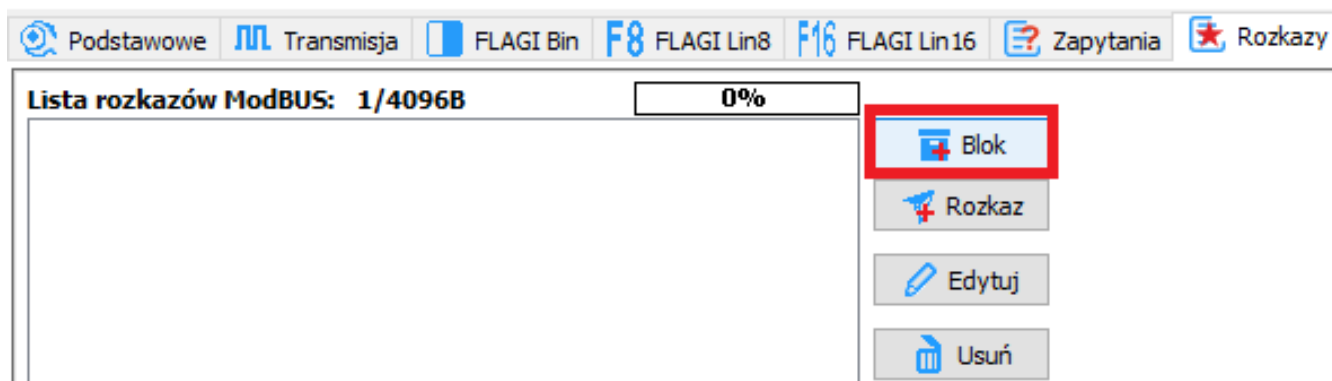 Podstawowe Transmisja FLAGI Bin F8 FLAGI Lin8 F16 FLAGI Lin16 Zapytania Rozkazy
Lista rozkazów ModBUS: 1/4096B 0%
Blok
Rozkaz
Edytuj
Usuń